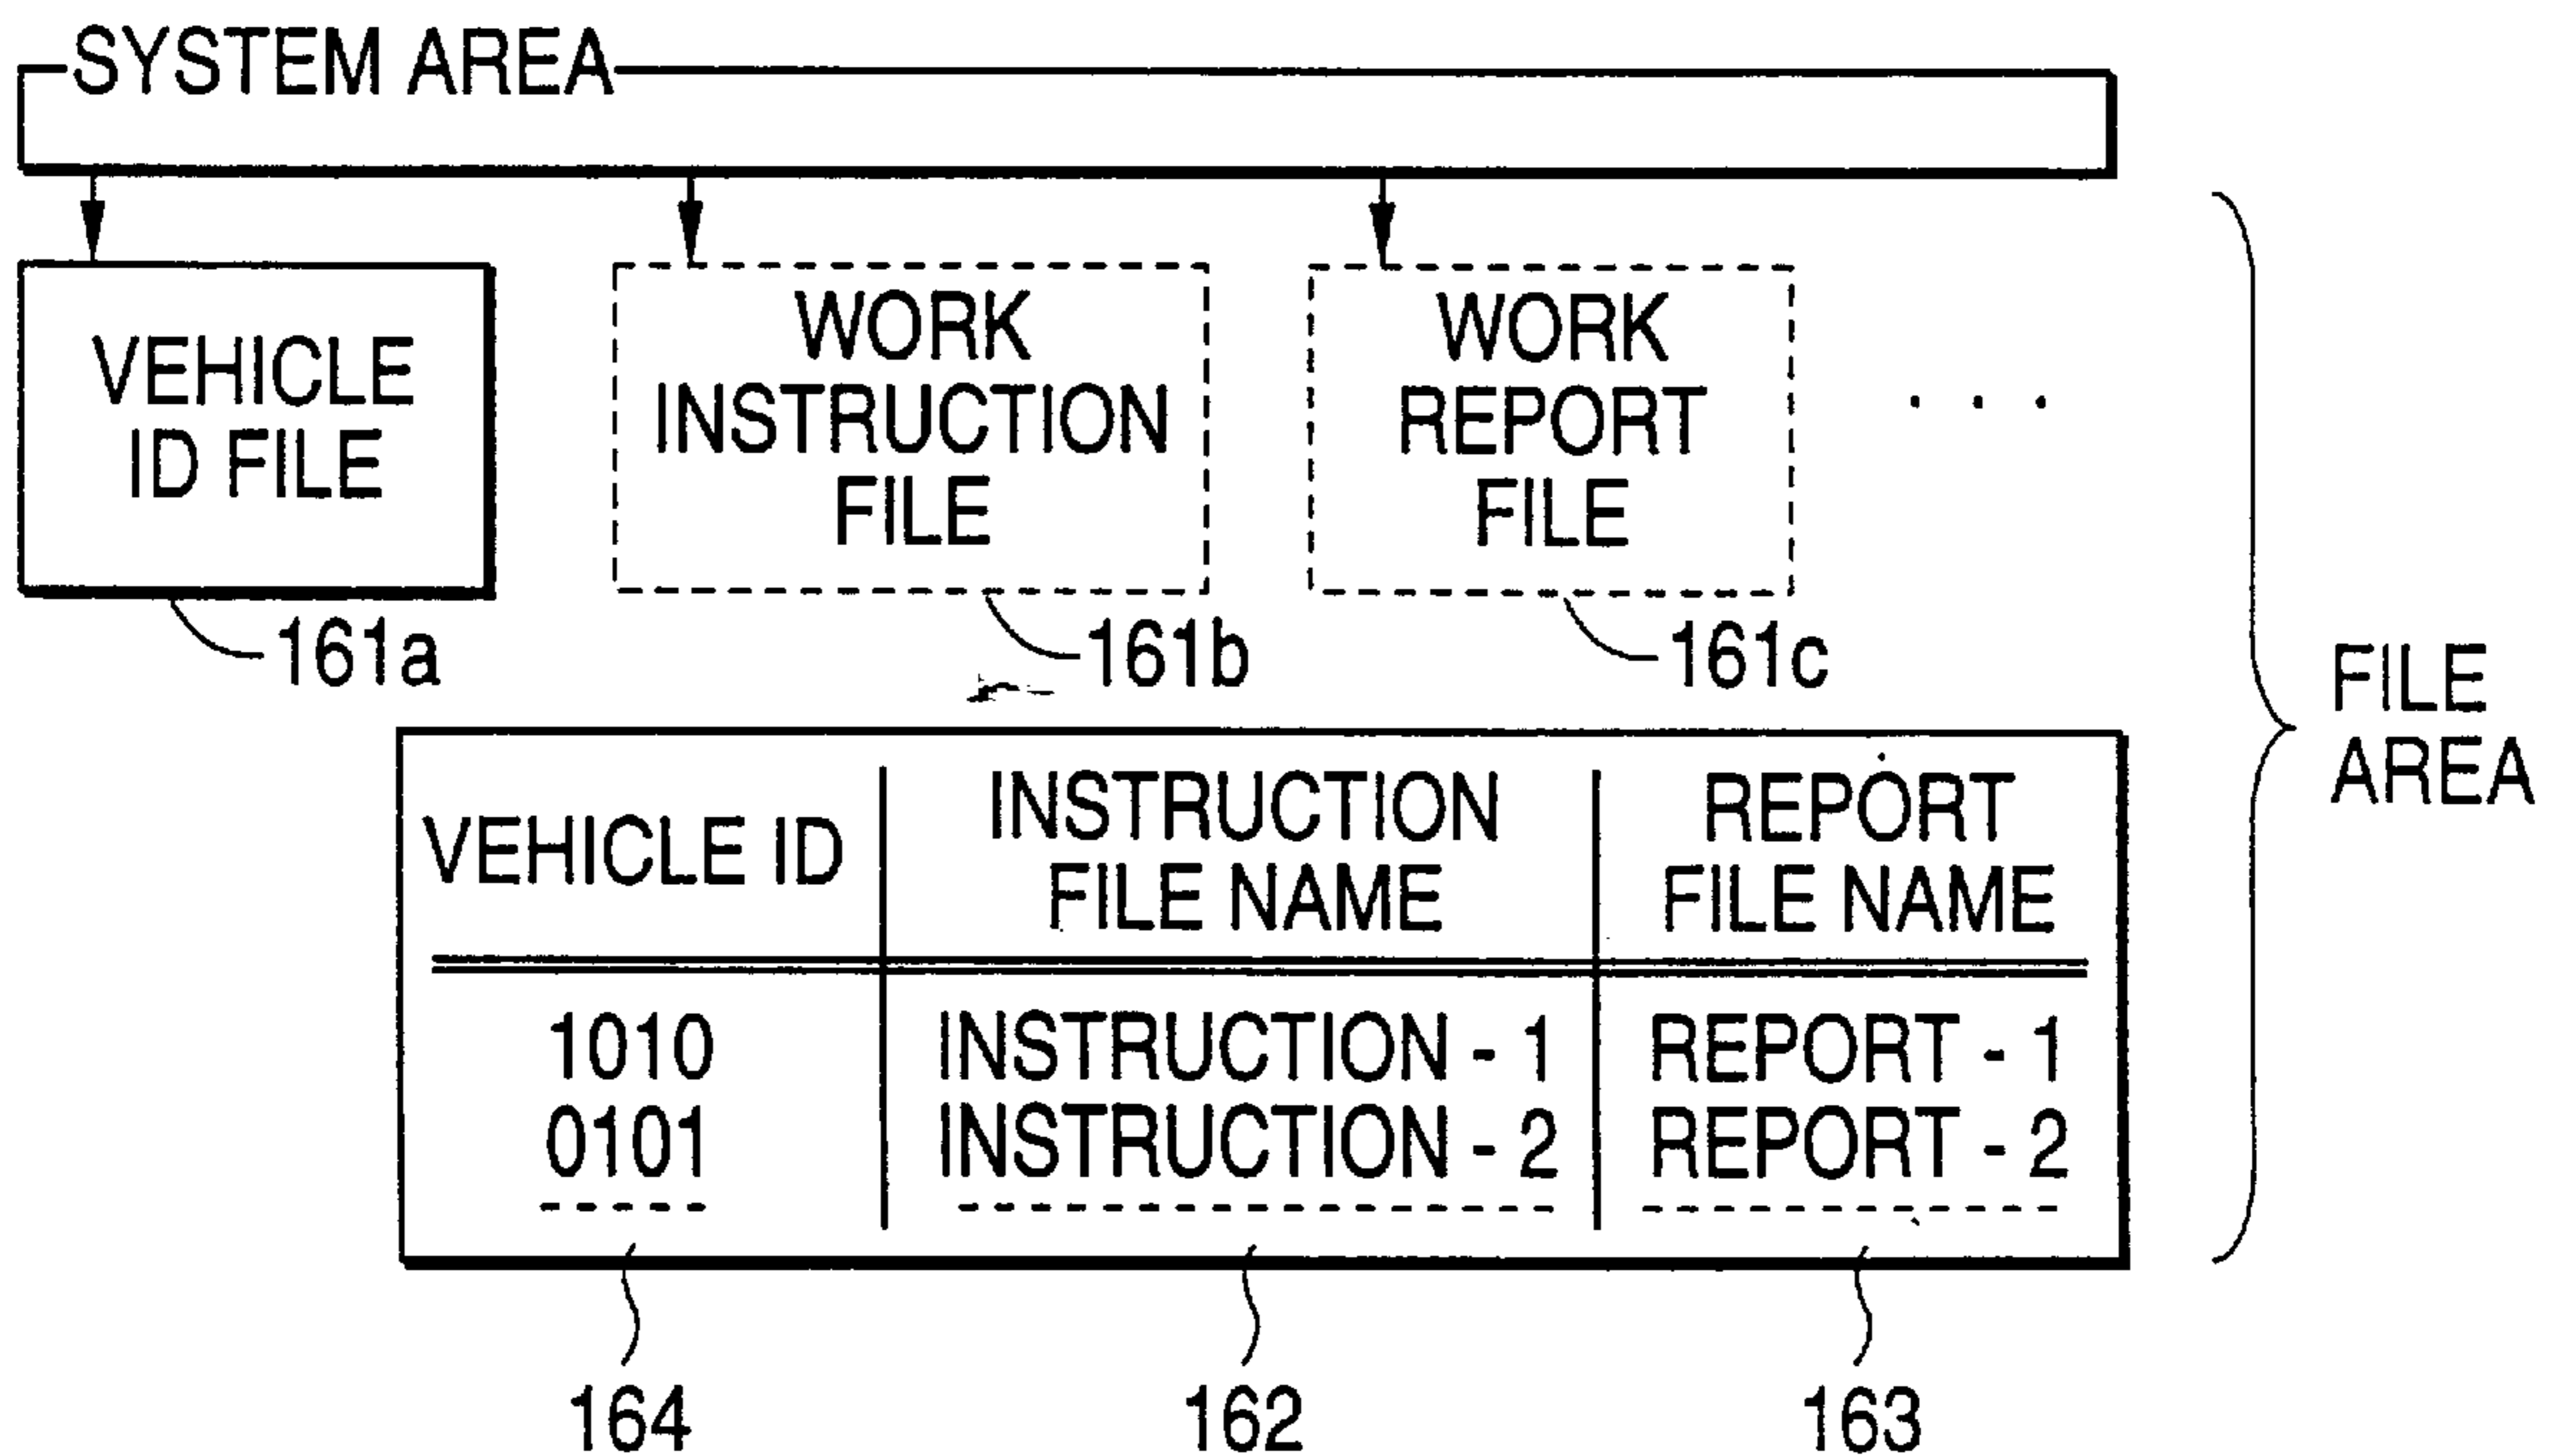 SYSTEM AREA
VEHICLE
ID FILE
WORK
INSTRUCTION
FILE
WORK
REPORT
FILE
. . .
161a
161b
161c
FILE
AREA
VEHICLE ID
INSTRUCTION
FILE NAME
REPORT
FILE NAME
1010 INSTRUCTION - 1 REPORT - 1
0101 INSTRUCTION - 2 REPORT - 2
164 162 163